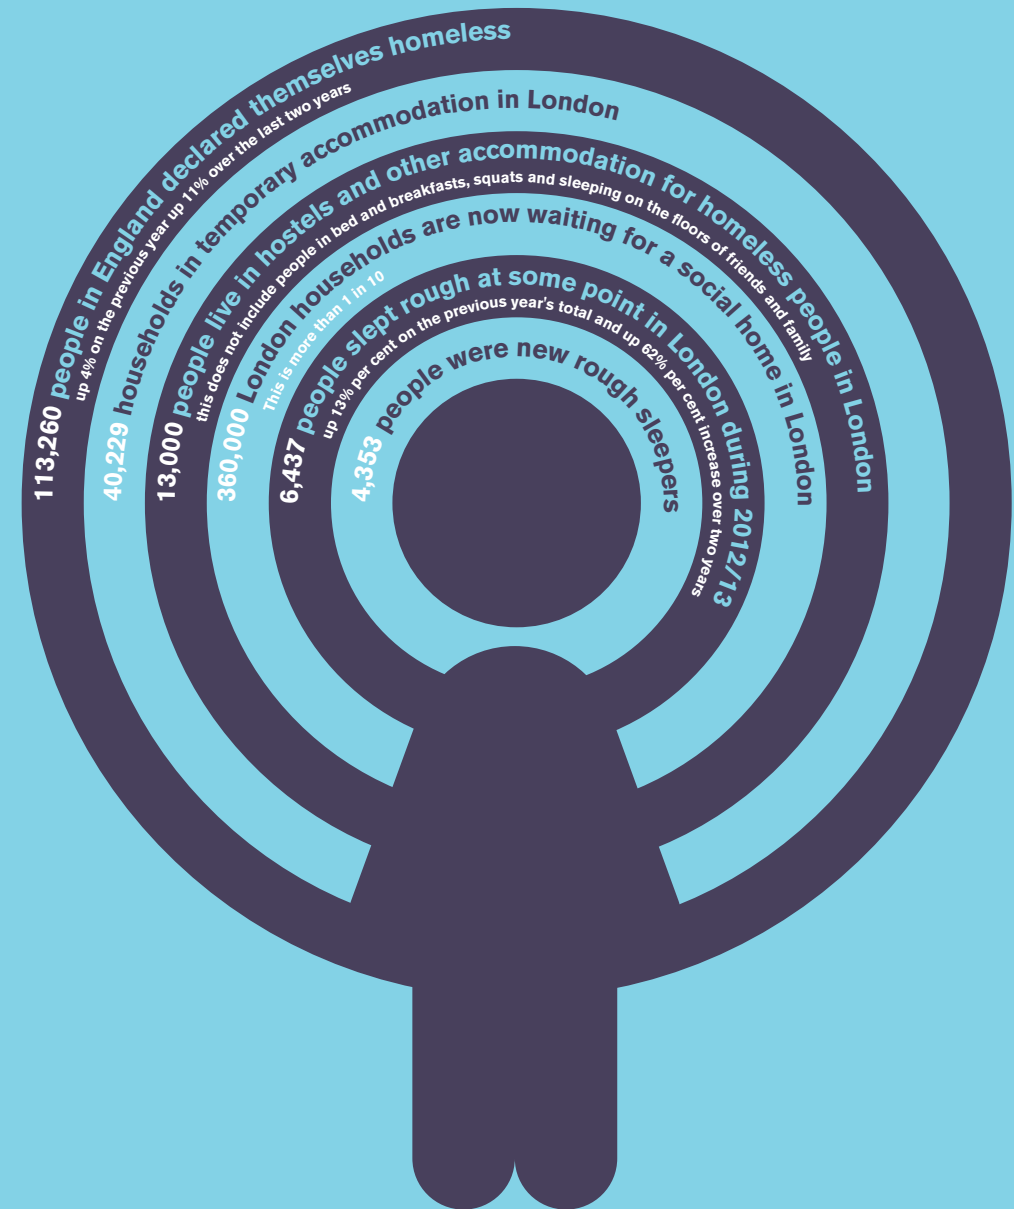 113,260 people in England declared themselves homeless
up 4% on the previous year up 11% over the last two years
40,229 households in temporary accommodation in London
13,000 people live in hostels and other accommodation for homeless people in London
this does not include people in bed and breakfasts, squats and sleeping on the floors of friends and family
360,000 London households are now waiting for a social home in London
This is more than 1 in 10
6,437 people slept rough at some point in London during 2012/13
up 13% per cent on the previous year's total and up 62% per cent increase over two years
4,353 people were new rough sleepers